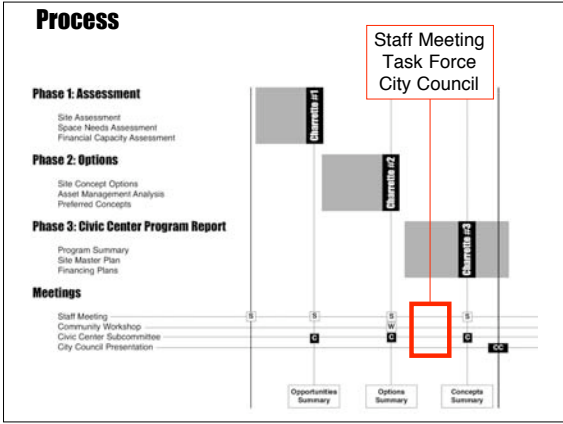 Process
Staff Meeting
Task Force
City Council
Phase 1: Assessment
Site Assessment
Space Needs Assessment
Financial Capacity Assessment
Charrette #1
Phase 2: Options
Site Concept Options
Asset Management Analysis
Preferred Concepts
Charrette #2
Phase 3: Civic Center Program Report
Program Summary
Site Master Plan
Financing Plans
Charrette #3
Meetings
Staff Meeting S S S S
Community Workshop W
Civic Center Subcommittee C C C
City Council Presentation CC
Opportunities
Summary
Options
Summary
Concepts
Summary